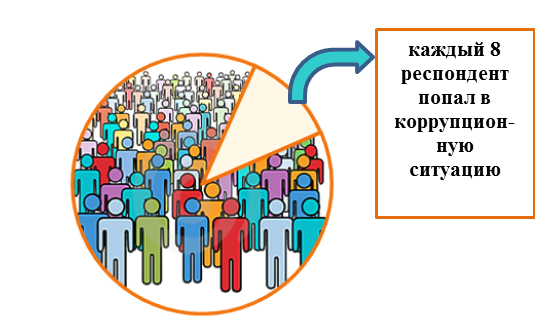 каждый 8
респондент
попал в
коррупцион-
ную
ситуацию